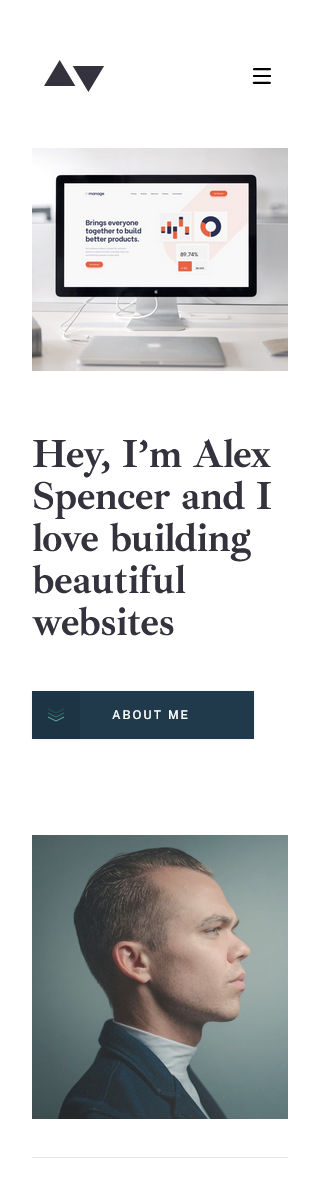 manage
Brings everyone
together to build
better products.
89.74%
Hey, I’m Alex
Spencer and I
love building
beautiful
websites
ABOUT ME